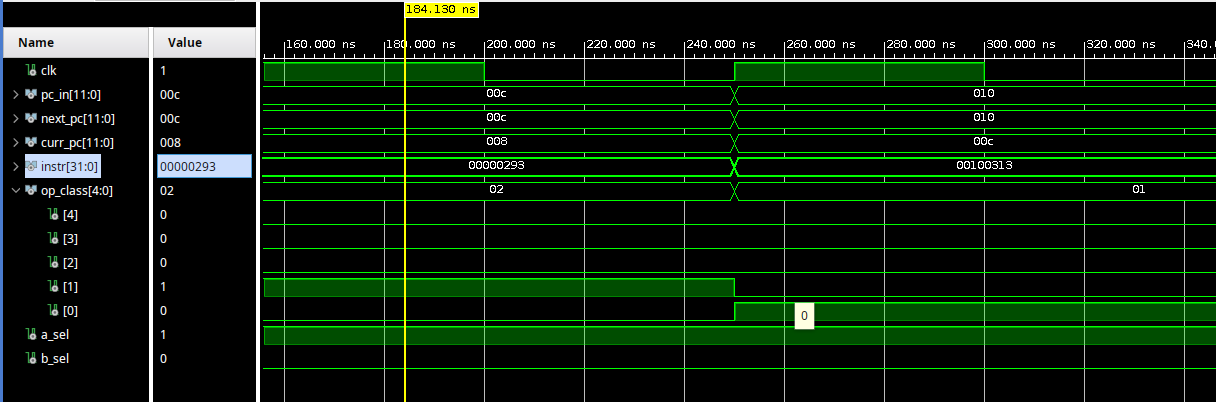 184.130 ns
Name Value
160.000 ns 180.000 ns 200.000 ns 220.000 ns 240.000 ns 260.000 ns 280.000 ns 300.000 ns 320.000 ns 340.
clk 1
pc_in[11:0] 00c 00c 010
next_pc[11:0] 00c 00c 010
curr_pc[11:0] 008 008 00c
instr[31:0] 00000293 00000293 00100313
op_class[4:0] 02 02 01
[4] 0
[3] 0
[2] 0
[1] 1
[0] 0 0
a_sel 1
b_sel 0